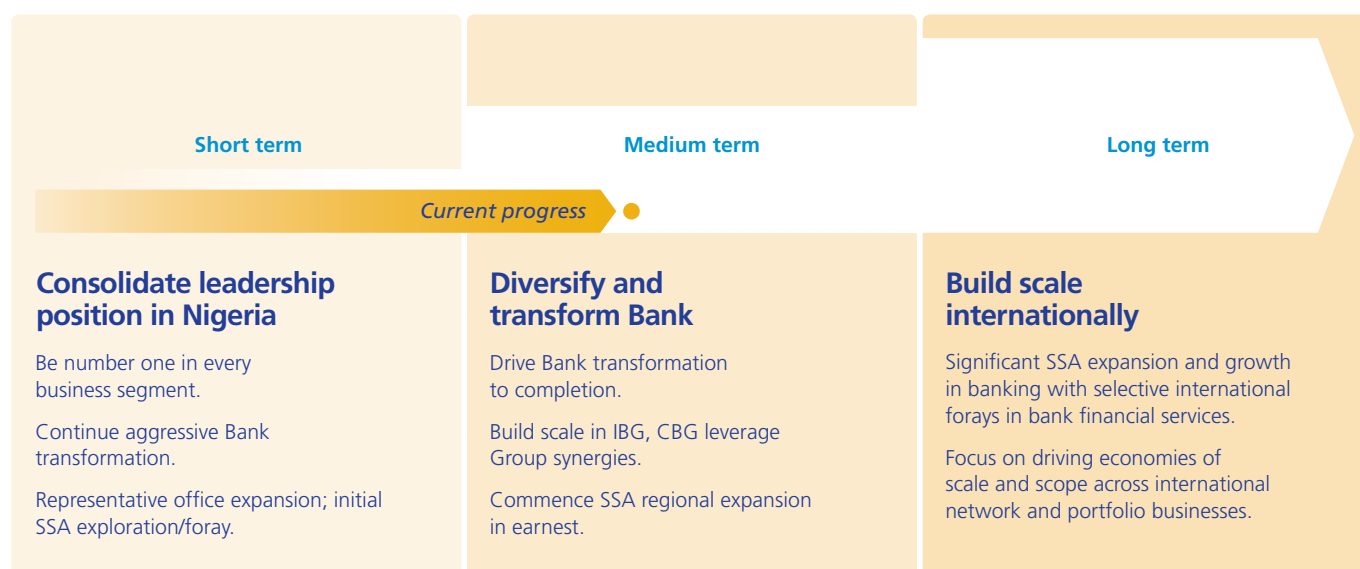 Short term
Medium term
Long term
Current progress
Consolidate leadership
position in Nigeria
Be number one in every
business segment.
Continue aggressive Bank
transformation.
Representative office expansion; initial
SSA exploration/foray.
Diversify and
transform Bank
Drive Bank transformation
to completion.
Build scale in IBG, CBG leverage
Group synergies.
Commence SSA regional expansion
in earnest.
Build scale
internationally
Significant SSA expansion and growth
in banking with selective international
forays in bank financial services.
Focus on driving economies of
scale and scope across international
network and portfolio businesses.